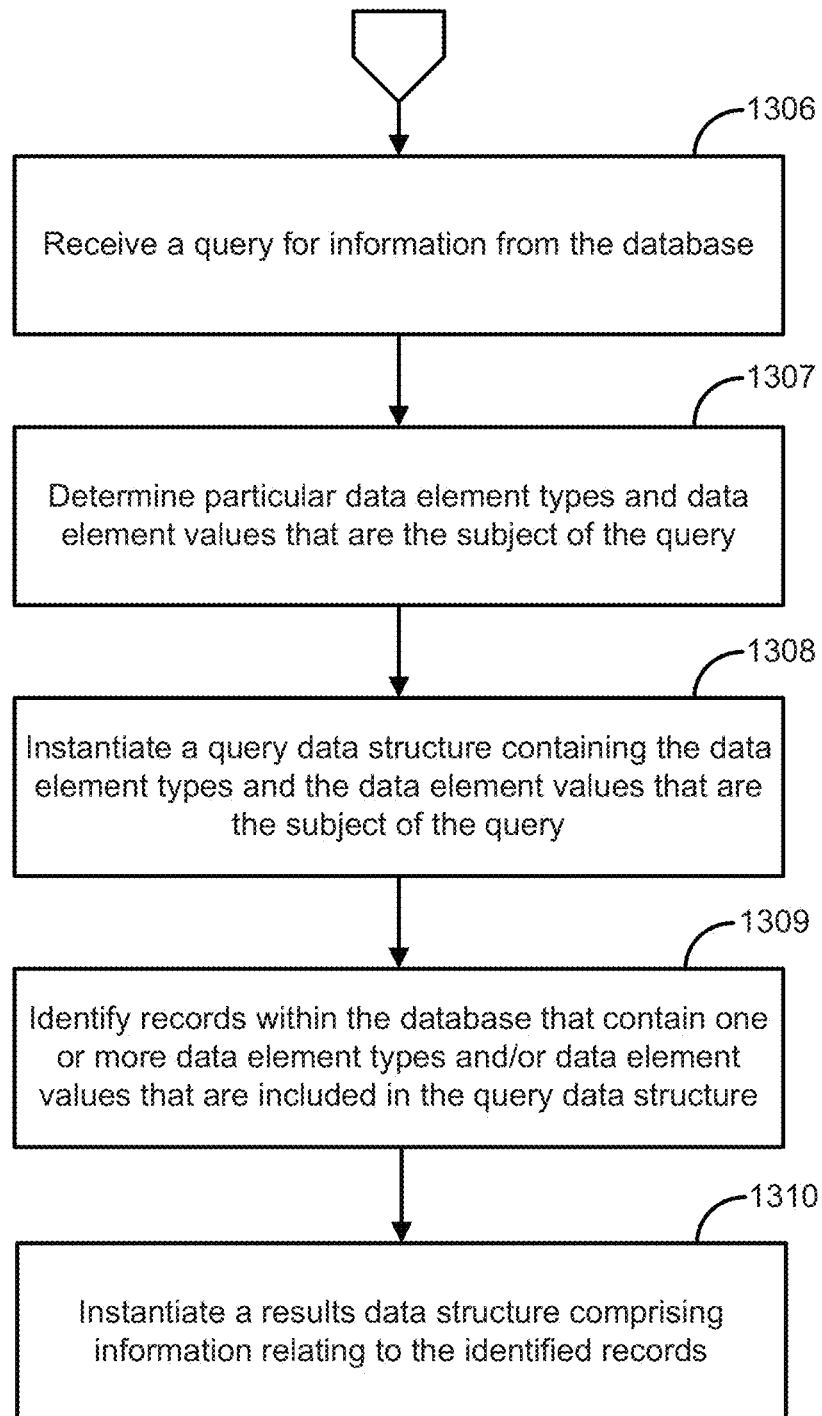 1306
Receive a query for information from the database
1307
Determine particular data element types and data
element values that are the subject of the query
1308
Instantiate a query data structure containing the data
element types and the data element values that are
the subject of the query
1309
Identify records within the database that contain one
or more data element types and/or data element
values that are included in the query data structure
1310
Instantiate a results data structure comprising
information relating to the identified records